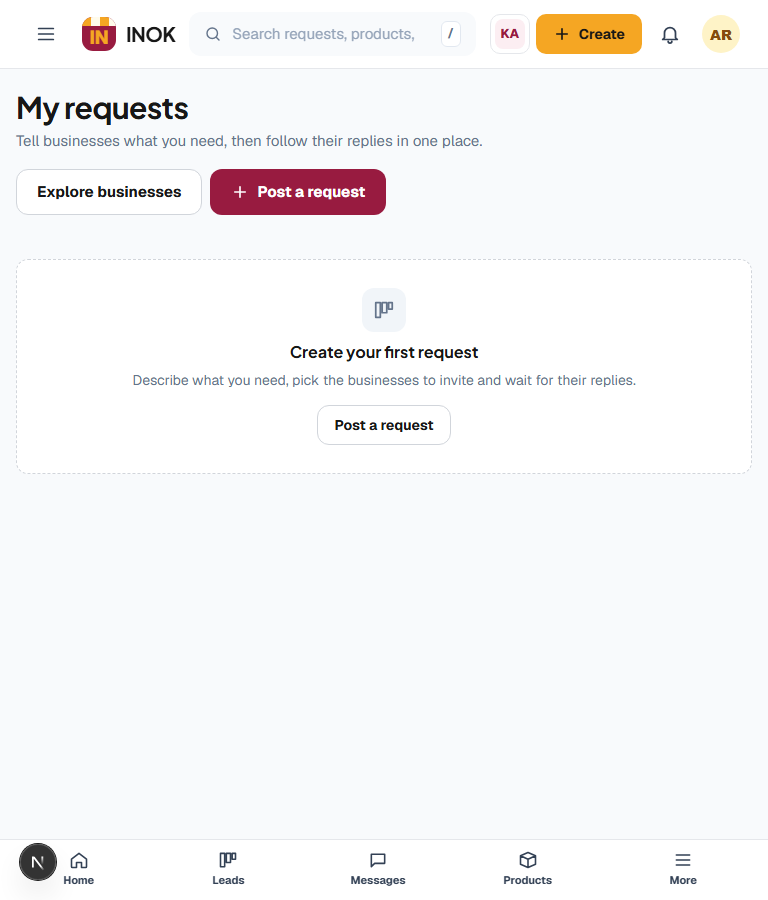 IN INOK
Search requests, products, /
KA
+ Create
AR
My requests
Tell businesses what you need, then follow their replies in one place.
Explore businesses
+ Post a request
Create your first request
Describe what you need, pick the businesses to invite and wait for their replies.
Post a request
N
Home
Leads
Messages
Products
More